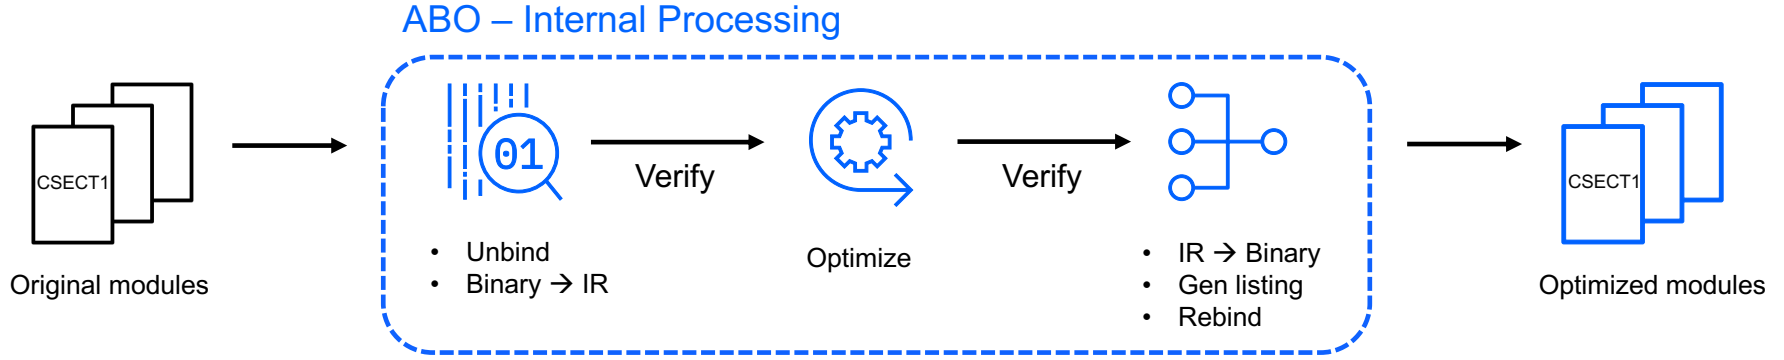 ABO – Internal Processing
CSECT1
Original modules
01
• Unbind
• Binary → IR
Verify
Optimize
Verify
• IR → Binary
• Gen listing
• Rebind
CSECT1
Optimized modules